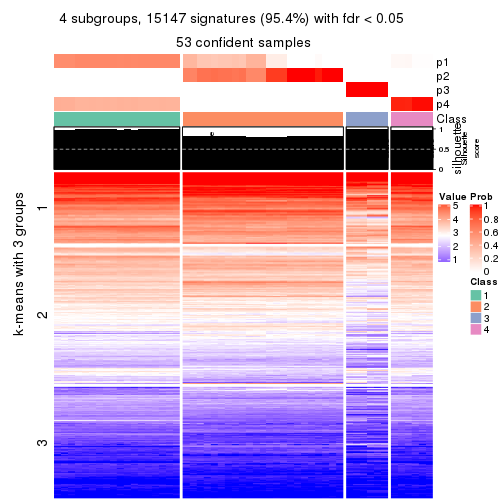 4 subgroups, 15147 signatures (95.4%) with fdr < 0.05
53 confident samples
p1
p2
p3
p4
Class
1
0.5
0
silhouette
Silhouette
score
k-means with 3 groups
1
2
3
Value
5
4
3
2
1
Prob
1
0.8
0.6
0.4
0.2
0
Class
1
2
3
4